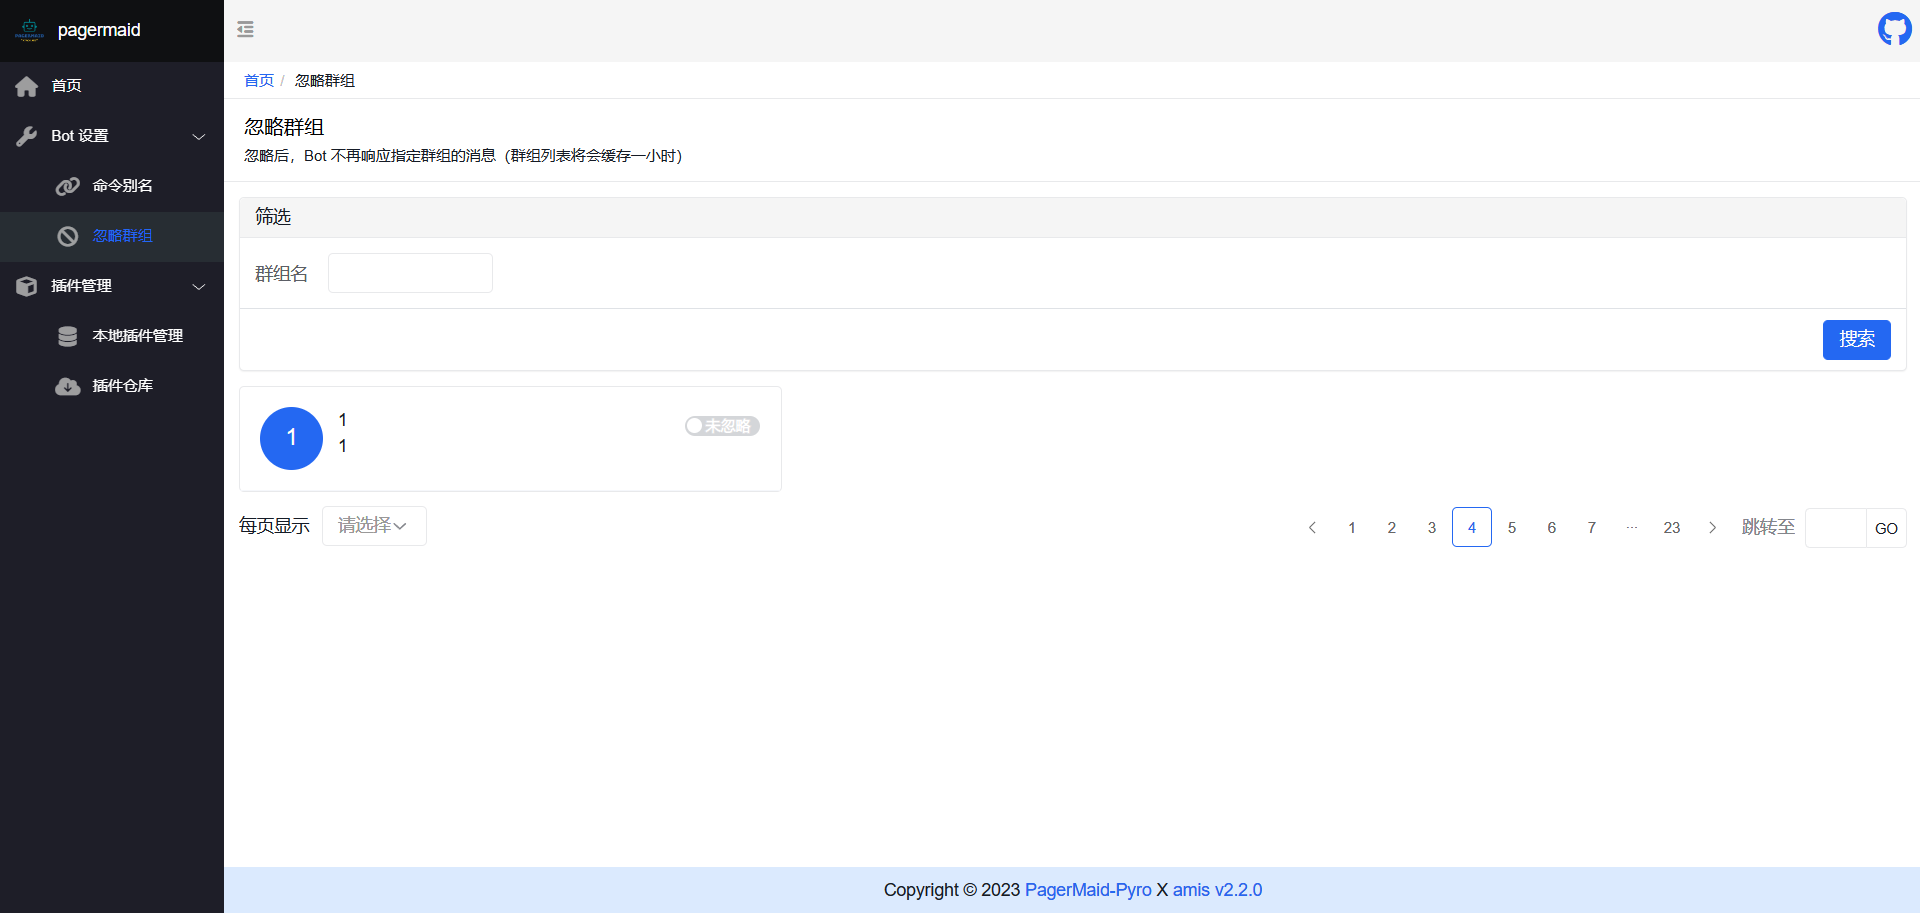 pagermaid
首页
Bot 设置
命令别名
忽略群组
插件管理
本地插件管理
插件仓库
首页 / 忽略群组
忽略群组
忽略后，Bot 不再响应指定群组的消息（群组列表将会缓存一小时）
筛选
群组名
搜索
1
1
1
未忽略
每页显示 请选择
1 2 3 4 5 6 7 ··· 23 跳转至 GO
Copyright © 2023 PagerMaid-Pyro X amis v2.2.0